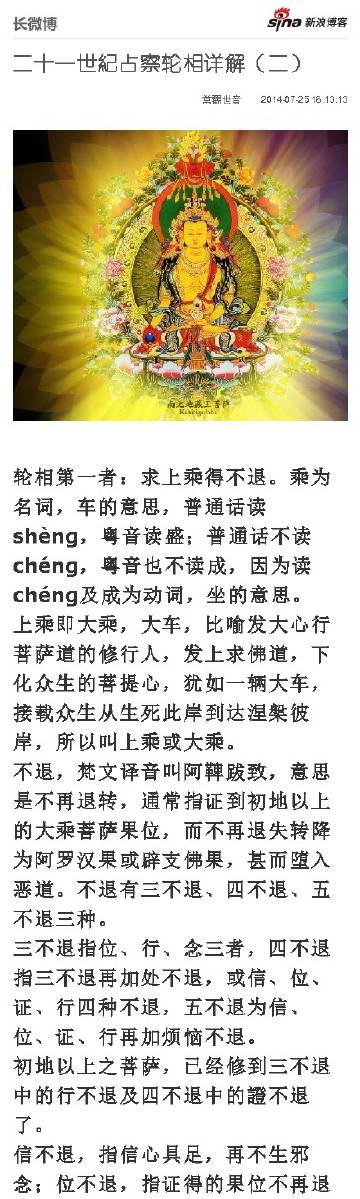 长微博
sina 新浪博客
二十一世紀占察轮相详解（二）
2014-07-25 16:13:13
南无地藏王菩萨
轮相第一者：求上乘得不退。乘为
名词，车的意思，普通话读
shèng，粤音读盛；普通话不读
chéng，粤音也不读成，因为读
chéng及成为动词，坐的意思。
上乘即大乘，大车，比喻发大心行
菩萨道的修行人，发上求佛道，下
化众生的菩提心，犹如一辆大车，
接载众生从生死此岸到达涅槃彼
岸，所以叫上乘或大乘。
不退，梵文译音叫阿鞞跋致，意思
是不再退转，通常指证到初地以上
的大乘菩萨果位，而不再退失转降
为阿罗汉果或辟支佛果，甚而堕入
恶道。不退有三不退、四不退、五
不退三种。
三不退指位、行、念三者，四不退
指三不退再加处不退，或信、位、
证、行四种不退，五不退为信、
位、证、行再加烦恼不退。
初地以上之菩萨，已经修到三不退
中的行不退及四不退中的證不退
了。
信不退，指信心具足，再不生邪
念；位不退，指证得的果位不再退